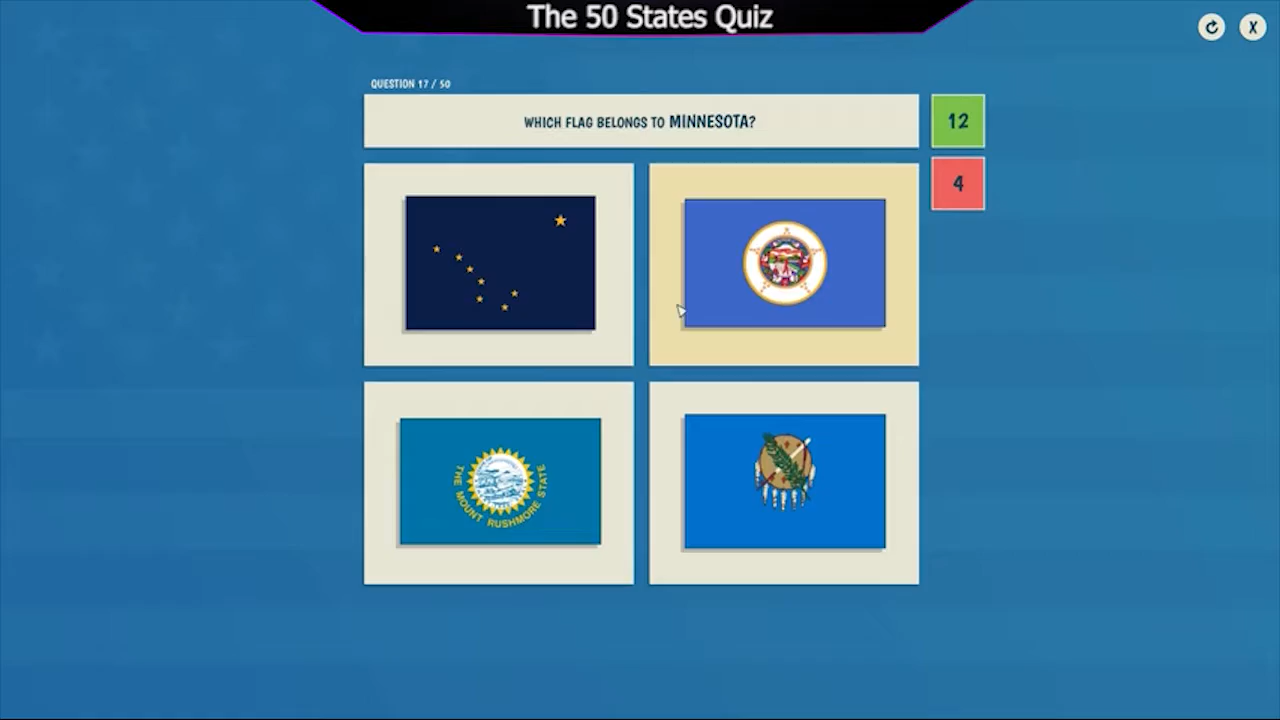 The 50 States Quiz
X
QUESTION 17 / 50
WHICH FLAG BELONGS TO MINNESOTA?
12
4
THE MOUNT RUSHMORE STATE